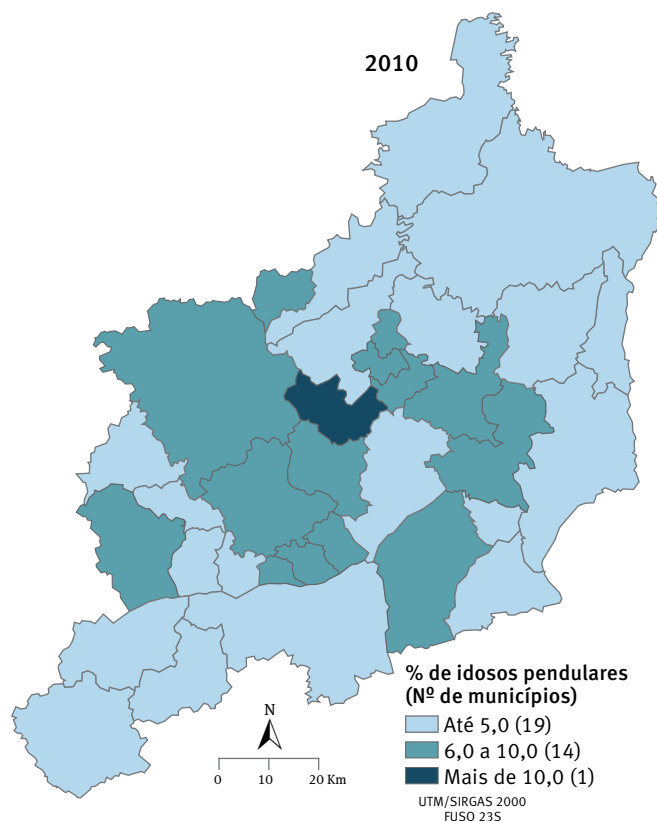 2010
% de idosos pendulares
(Nº de municípios)
Até 5,0 (19)
6,0 a 10,0 (14)
Mais de 10,0 (1)
N
0 10 20 Km
UTM/SIRGAS 2000
FUSO 23S